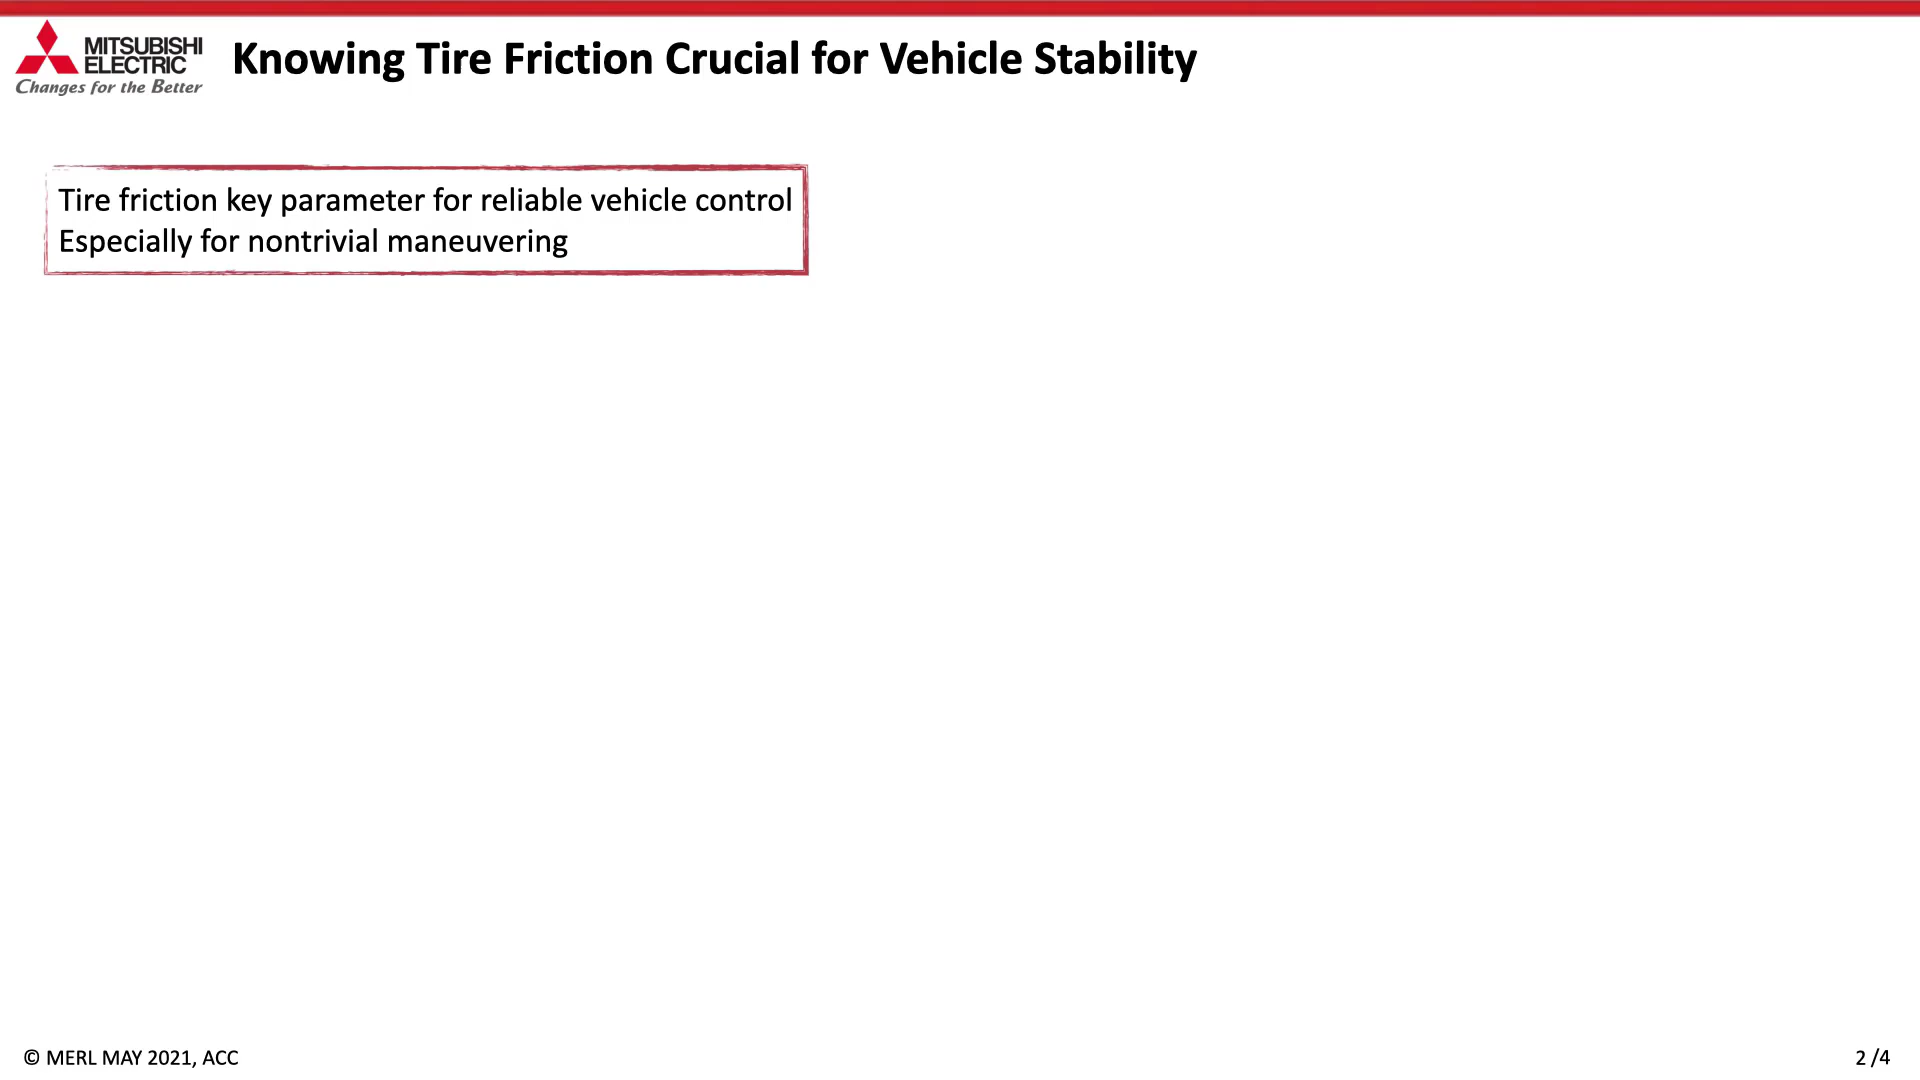 MITSUBISHI
ELECTRIC
Changes for the Better
Knowing Tire Friction Crucial for Vehicle Stability
Tire friction key parameter for reliable vehicle control
Especially for nontrivial maneuvering
© MERL MAY 2021, ACC
2 /4